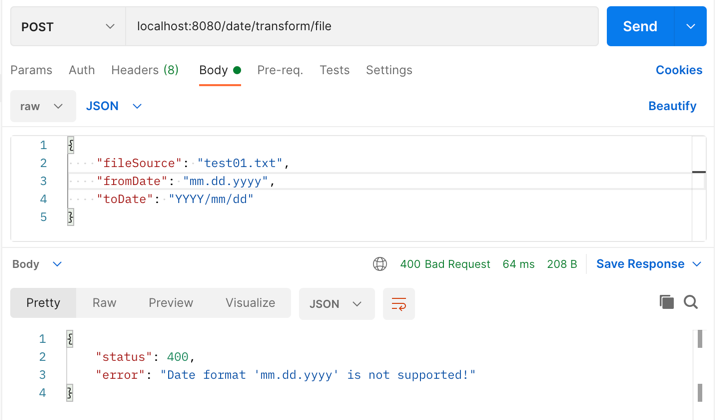 POST localhost:8080/date/transform/file Send
Params Auth Headers (8) Body Pre-req. Tests Settings Cookies
raw JSON Beautify
1 {
2 "fileSource": "test01.txt",
3 "fromDate": "mm.dd.yyyy",
4 "toDate": "YYYY/mm/dd"
5 }
Body 400 Bad Request 64 ms 208 B Save Response
Pretty Raw Preview Visualize JSON
1 {
2 "status": 400,
3 "error": "Date format 'mm.dd.yyyy' is not supported!"
4 }